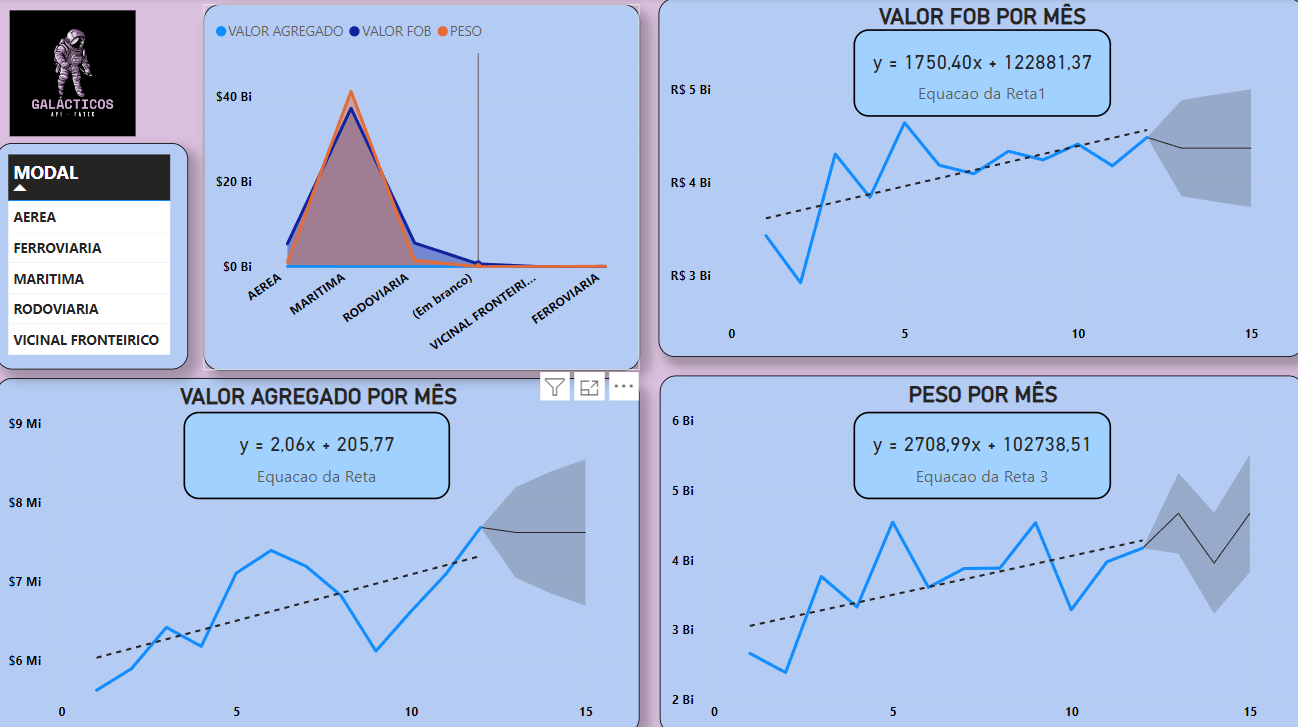 GALÁCTICOS
API - FATEC
MODAL
AEREA
FERROVIARIA
MARITIMA
RODOVIARIA
VICINAL FRONTEIRICO
VALOR AGREGADO VALOR FOB PESO
$40 Bi
$20 Bi
$0 Bi
AEREA
MARITIMA
RODOVIARIA
(Em branco)
VICINAL FRONTEIRI...
FERROVIARIA
VALOR FOB POR MÊS
y = 1750,40x + 122881,37
Equacao da Reta1
R$ 5 Bi
R$ 4 Bi
R$ 3 Bi
0 5 10 15
VALOR AGREGADO POR MÊS
y = 2,06x + 205,77
Equacao da Reta
$9 Mi
$8 Mi
$7 Mi
$6 Mi
0 5 10 15
PESO POR MÊS
y = 2708,99x + 102738,51
Equacao da Reta 3
6 Bi
5 Bi
4 Bi
3 Bi
2 Bi
0 5 10 15